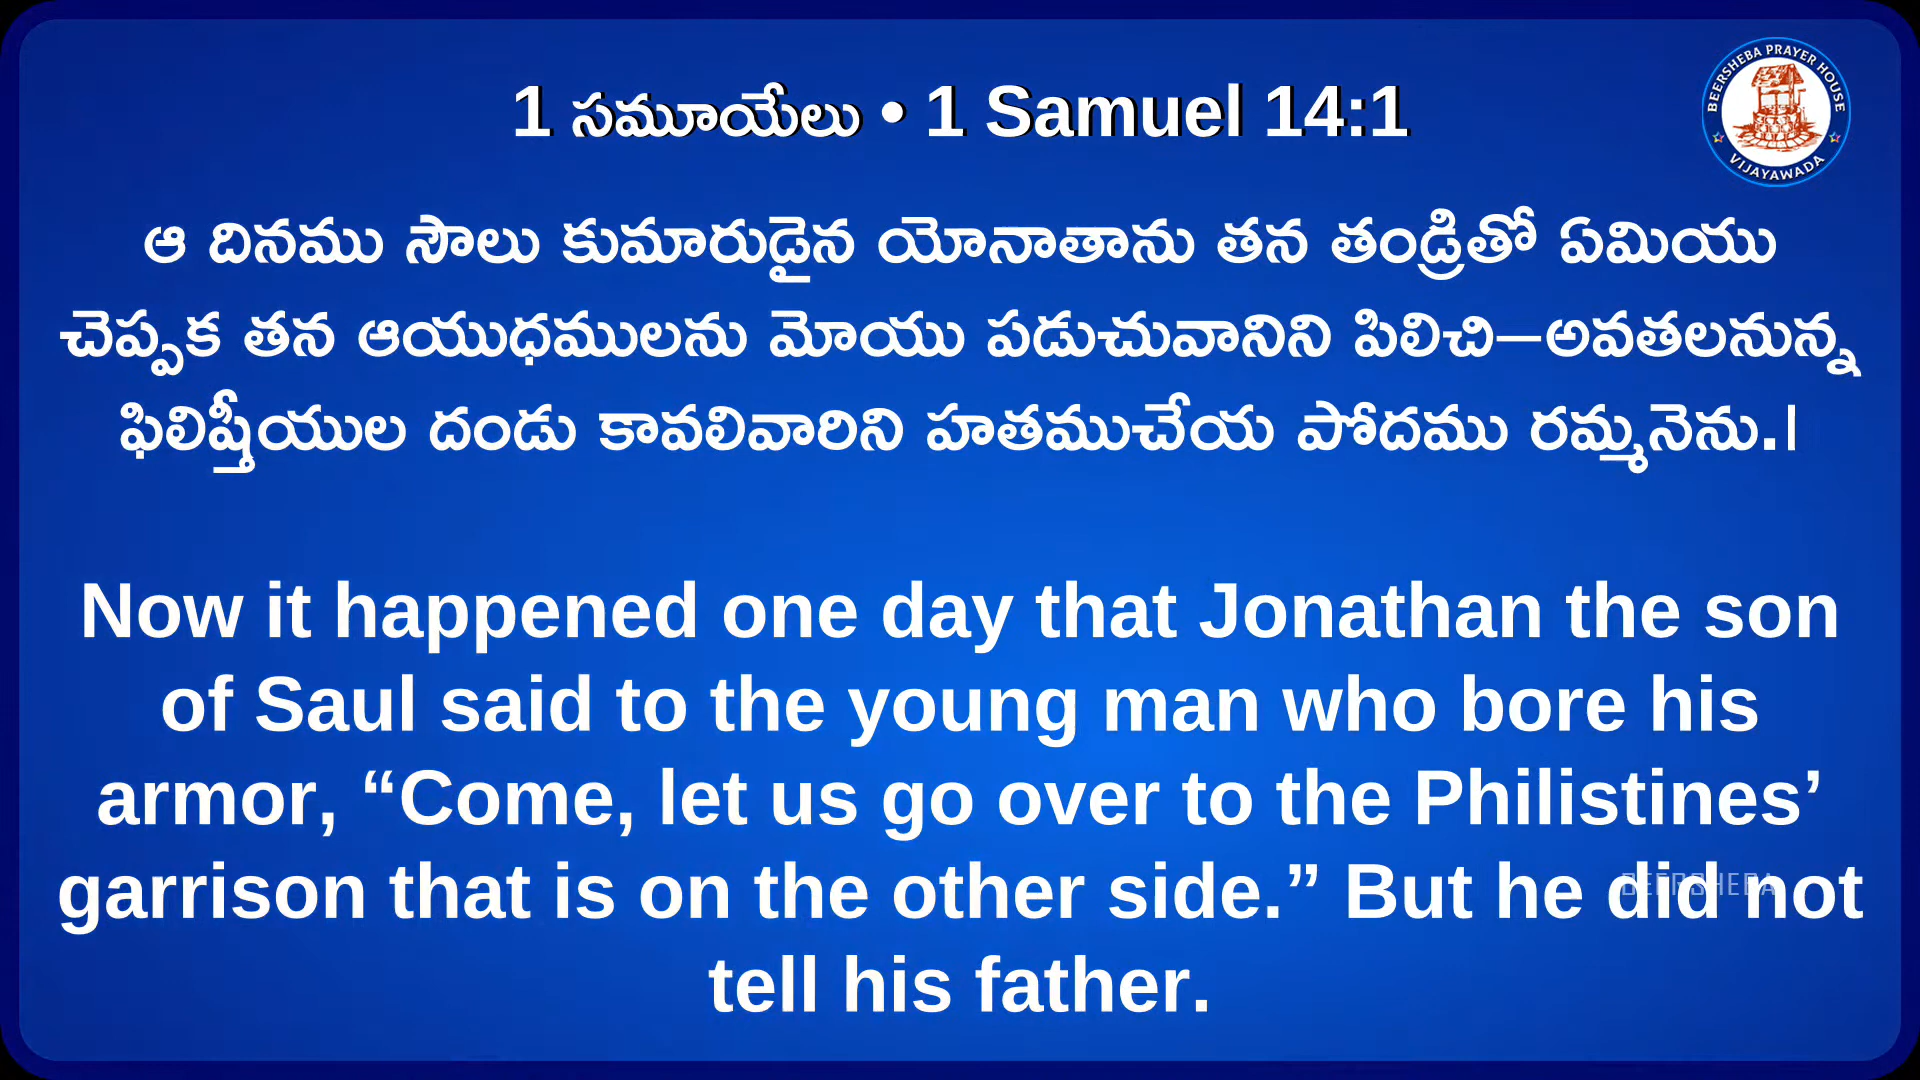 1 సమూయేలు • 1 Samuel 14:1
BEERSHEBA PRAYER HOUSE
VIJAYAWADA
ఆ దినము సౌలు కుమారుడైన యోనాతాను తన తండ్రితో ఏమియు
చెప్పక తన ఆయుధములను మోయు పడుచువానిని పిలిచి—అవతలనున్న
ఫిలిష్తీయుల దండు కావలివారిని హతముచేయ పోదము రమ్మనెను.|
Now it happened one day that Jonathan the son
of Saul said to the young man who bore his
armor, “Come, let us go over to the Philistines’
garrison that is on the other side.” But he did not
BEERSHEBA
tell his father.